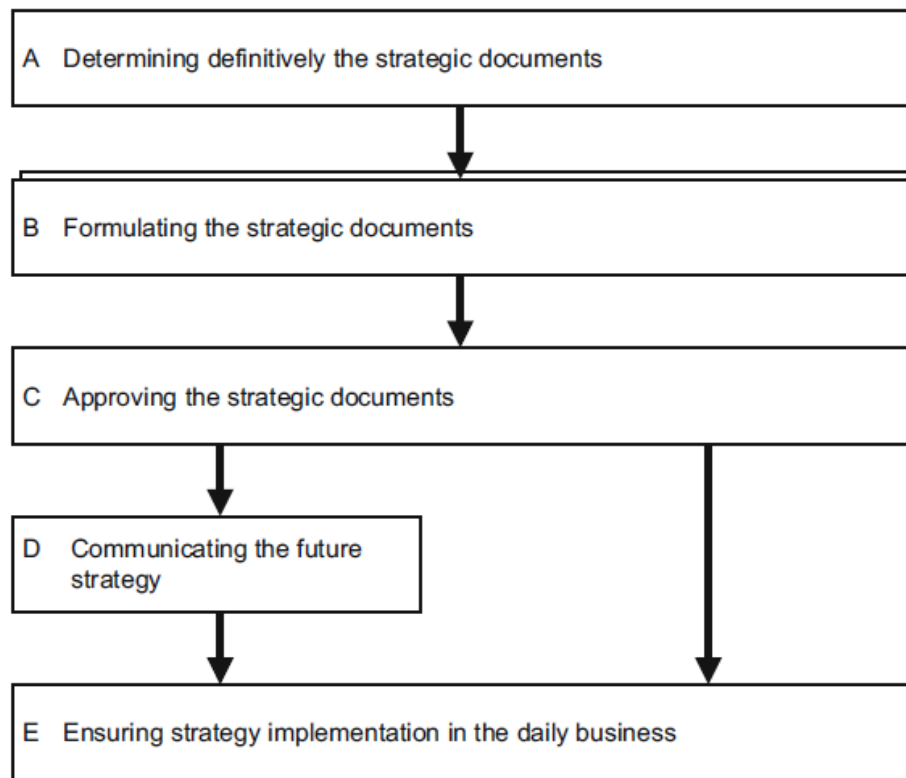 A Determining definitively the strategic documents
B Formulating the strategic documents
C Approving the strategic documents
D Communicating the future
strategy
E Ensuring strategy implementation in the daily business